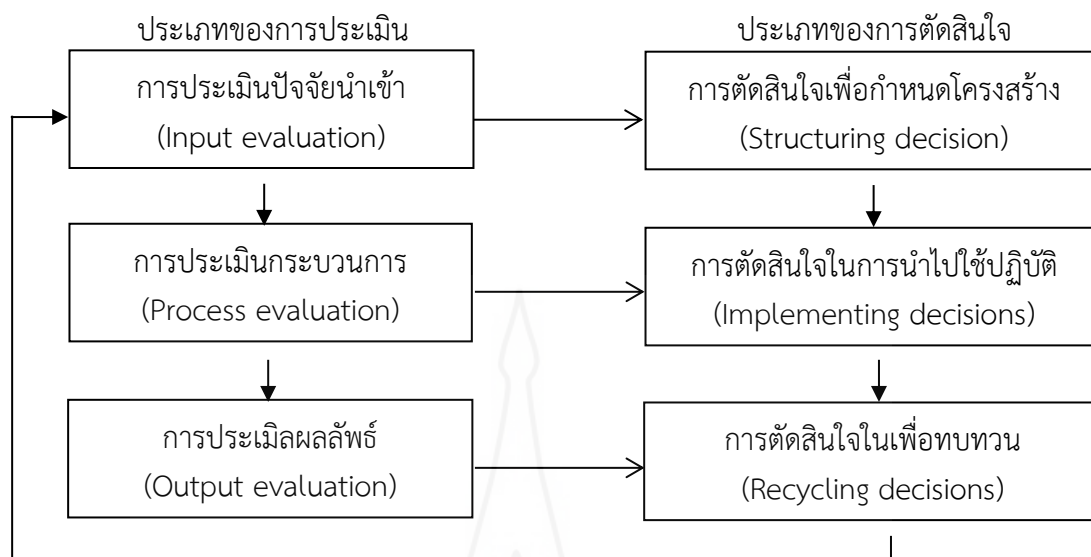 ประเภทของการประเมิน
ประเภทของการตัดสินใจ
การประเมินปัจจัยนำเข้า
(Input evaluation)
การตัดสินใจเพื่อกำหนดโครงสร้าง
(Structuring decision)
การประเมินกระบวนการ
(Process evaluation)
การตัดสินใจในการนำไปใช้ปฏิบัติ
(Implementing decisions)
การประเมิลผลลัพธ์
(Output evaluation)
การตัดสินใจในเพื่อทบทวน
(Recycling decisions)